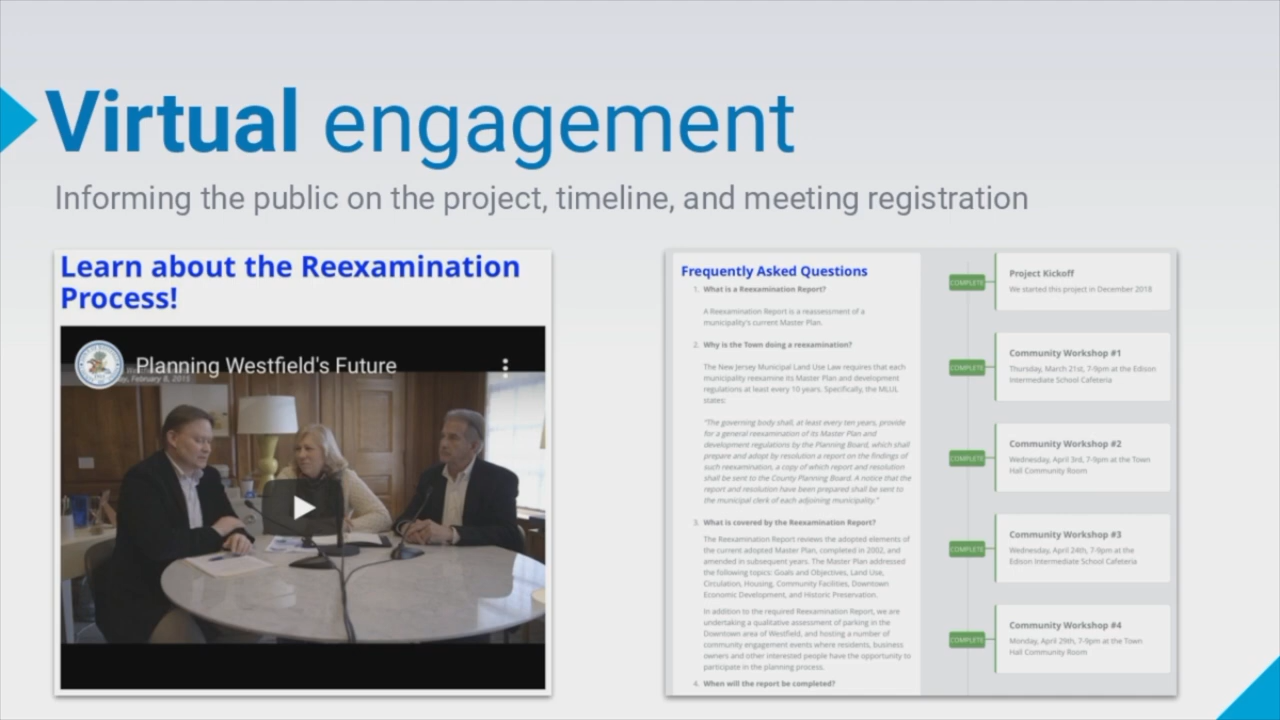 Virtual engagement
Informing the public on the project, timeline, and meeting registration
Learn about the Reexamination
Process!
Planning Westfield's Future
ay, February 6, 2015
Frequently Asked Questions
1. What is a Reexamination Report?
A Reexamination Report is a reassessment of a
municipality's current Master Plan.
2. Why is the Town doing a reexamination?
The New Jersey Municipal Land Use Law requires that each
municipality reexamine its Master Plan and development
regulations at least every 10 years. Specifically, the MLUL
states:
"The governing body shall, at least every ten years, provide
for a general reexamination of its Master Plan and
development regulations by the Planning Board, which shall
prepare and adopt by resolution a report on the findings of
such reexamination, a copy of which report and resolution
shall be sent to the County Planning Board. A notice that the
report and resolution have been prepared shall be sent to
the municipal clerk of each adjoining municipality."
3. What is covered by the Reexamination Report?
The Reexamination Report reviews the adopted elements of
the current adopted Master Plan, completed in 2002, and
amended in subsequent years. The Master Plan addressed
the following topics: Goals and Objectives, Land Use,
Circulation, Housing, Community Facilities, Downtown
Economic Development, and Historic Preservation.
In addition to the required Reexamination Report, we are
undertaking a qualitative assessment of parking in the
Downtown area of Westfield, and hosting a number of
community engagement events where residents, business
owners and other interested people have the opportunity to
participate in the planning process.
4. When will the report be completed?
COMPLETE
Project Kickoff
We started this project in December 2018
COMPLETE
Community Workshop #1
Thursday, March 21st, 7-9pm at the Edison
Intermediate School Cafeteria
COMPLETE
Community Workshop #2
Wednesday, April 3rd, 7-9pm at the Town
Hall Community Room
COMPLETE
Community Workshop #3
Wednesday, April 24th, 7-9pm at the
Edison Intermediate School Cafeteria
COMPLETE
Community Workshop #4
Monday, April 29th, 7-9pm at the Town
Hall Community Room